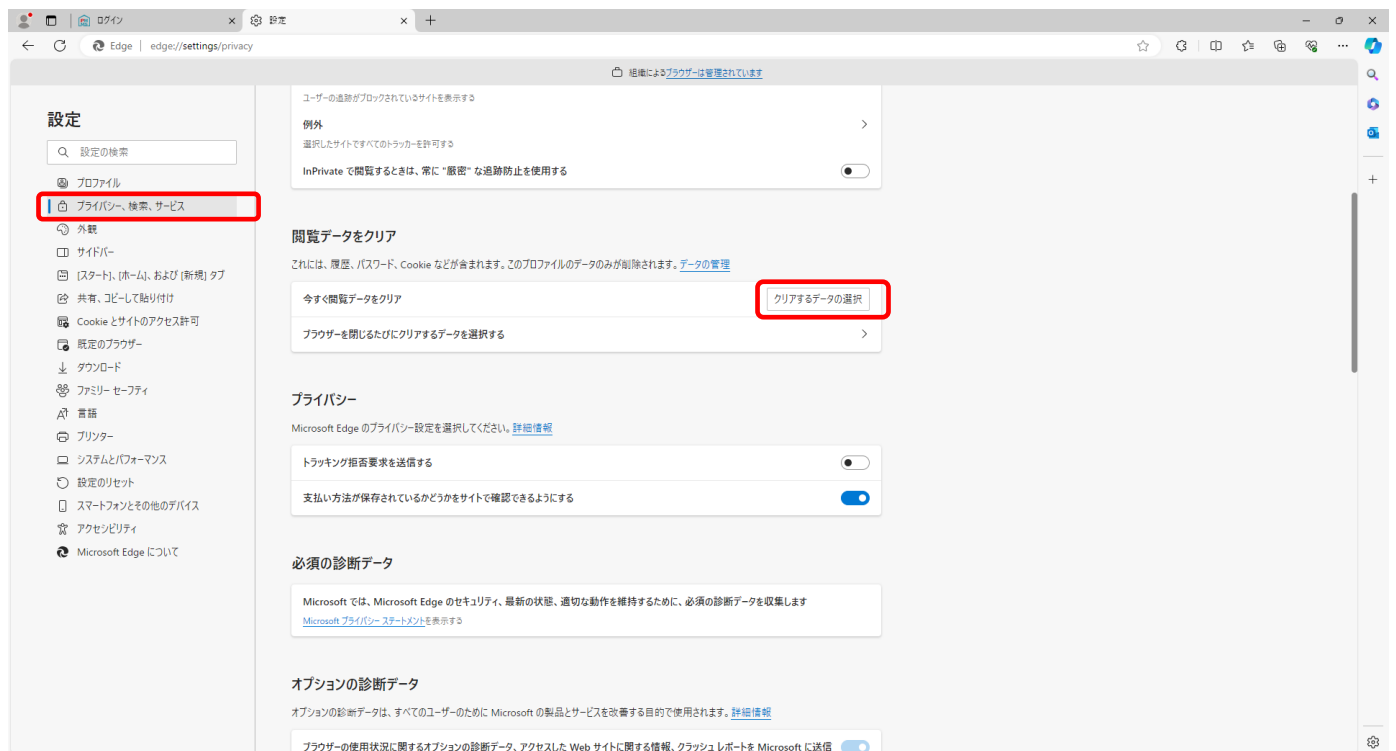 ログイン
設定
Edge | edge://settings/privacy
組織によるブラウザーは管理されています
設定
設定の検索
プロファイル
プライバシー、検索、サービス
外観
サイドバー
[スタート]、[ホーム]、および [新規] タブ
共有、コピーして貼り付け
Cookie とサイトのアクセス許可
既定のブラウザー
ダウンロード
ファミリー セーフティ
言語
プリンター
システムとパフォーマンス
設定のリセット
スマートフォンとその他のデバイス
アクセシビリティ
Microsoft Edge について
ユーザーの追跡がブロックされているサイトを表示する
例外
選択したサイトですべてのトラッカーを許可する
InPrivate で閲覧するときは、常に "厳密" な追跡防止を使用する
閲覧データをクリア
これには、履歴、パスワード、Cookie などが含まれます。このプロファイルのデータのみが削除されます。データの管理
今すぐ閲覧データをクリア
クリアするデータの選択
ブラウザーを閉じるたびにクリアするデータを選択する
プライバシー
Microsoft Edge のプライバシー設定を選択してください。詳細情報
トラッキング拒否要求を送信する
支払い方法が保存されているかどうかをサイトで確認できるようにする
必須の診断データ
Microsoft では、Microsoft Edge のセキュリティ、最新の状態、適切な動作を維持するために、必須の診断データを収集します
Microsoft プライバシー ステートメントを表示する
オプションの診断データ
オプションの診断データは、すべてのユーザーのために Microsoft の製品とサービスを改善する目的で使用されます。詳細情報
ブラウザーの使用状況に関するオプションの診断データ、アクセスした Web サイトに関する情報、クラッシュ レポートを Microsoft に送信